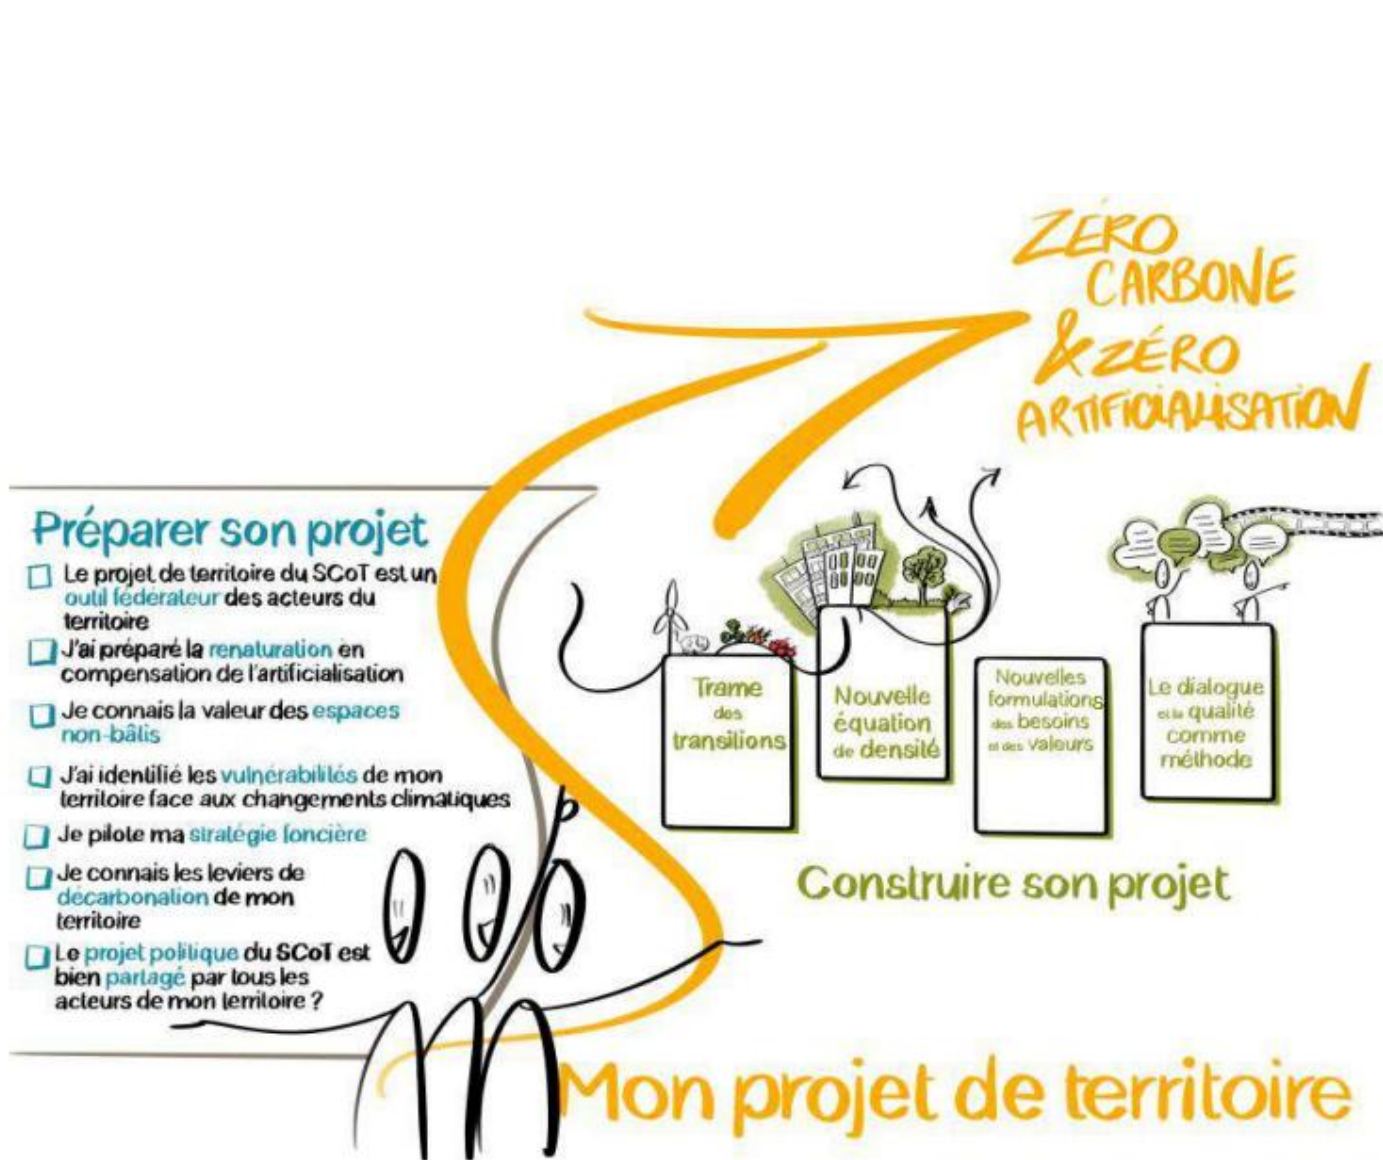 ZÉRO
CARBONE
& ZÉRO
ARTIFICIALISATION
Préparer son projet
Le projet de territoire du SCoT est un
outil fédérateur des acteurs du
territoire
J'ai préparé la renaturation en
compensation de l'artificialisation
Je connais la valeur des espaces
non-bâtis
J'ai identifié les vulnérabilités de mon
territoire face aux changements climatiques
Je pilote ma stratégie foncière
Je connais les leviers de
décarbonation de mon
territoire
Le projet politique du SCoT est
bien partagé par tous les
acteurs de mon territoire ?
Trame
des
transitions
Nouvelle
équation
de densité
Nouvelles
formulations
des besoins
et des valeurs
Le dialogue
et la qualité
comme
méthode
Construire son projet
Mon projet de territoire